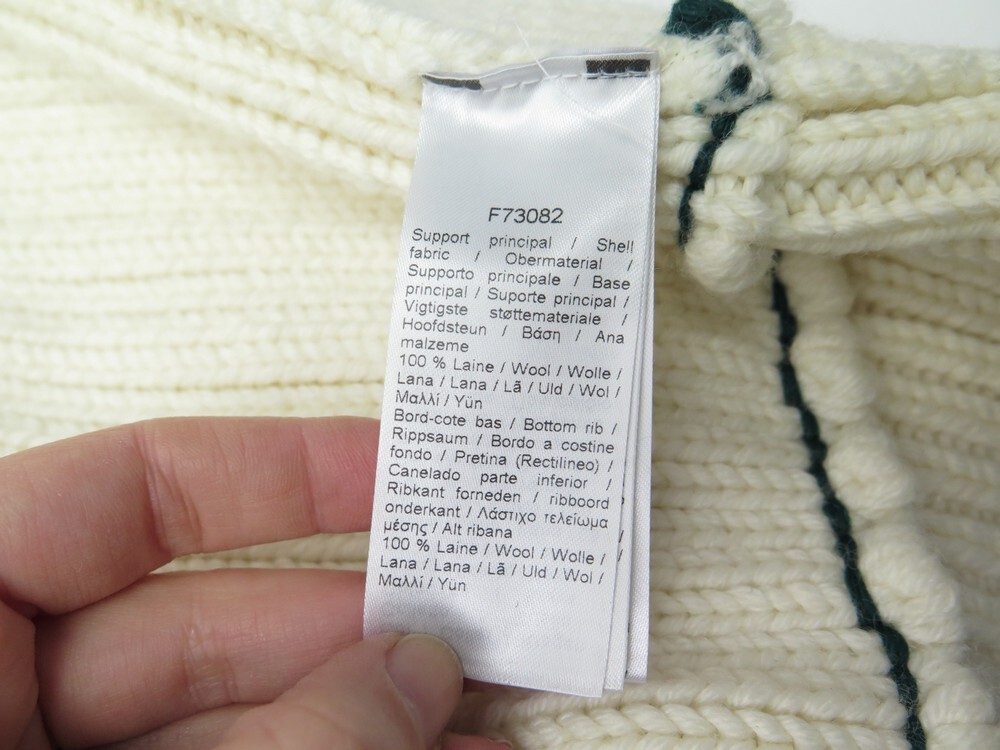 F73082
Support principal / Shell
fabric / Obermaterial /
Supporto principale / Base
principal / Suporte principal /
Vigtigste støttemateriale /
Hoofdsteun / Βάση / Ana
malzeme
100 % Laine / Wool / Wolle /
Lana / Lana / Lã / Uld / Wol /
Μαλλί / Yün
Bord-cote bas / Bottom rib /
Rippsaum / Bordo a costine
fondo / Pretina (Rectilineo) /
Canelado parte inferior /
Ribkant forneden / ribboord
onderkant / Λάστιχο τελείωμα
μέσης / Alt ribana
100 % Laine / Wool / Wolle /
Lana / Lana / Lã / Uld / Wol /
Μαλλί / Yün